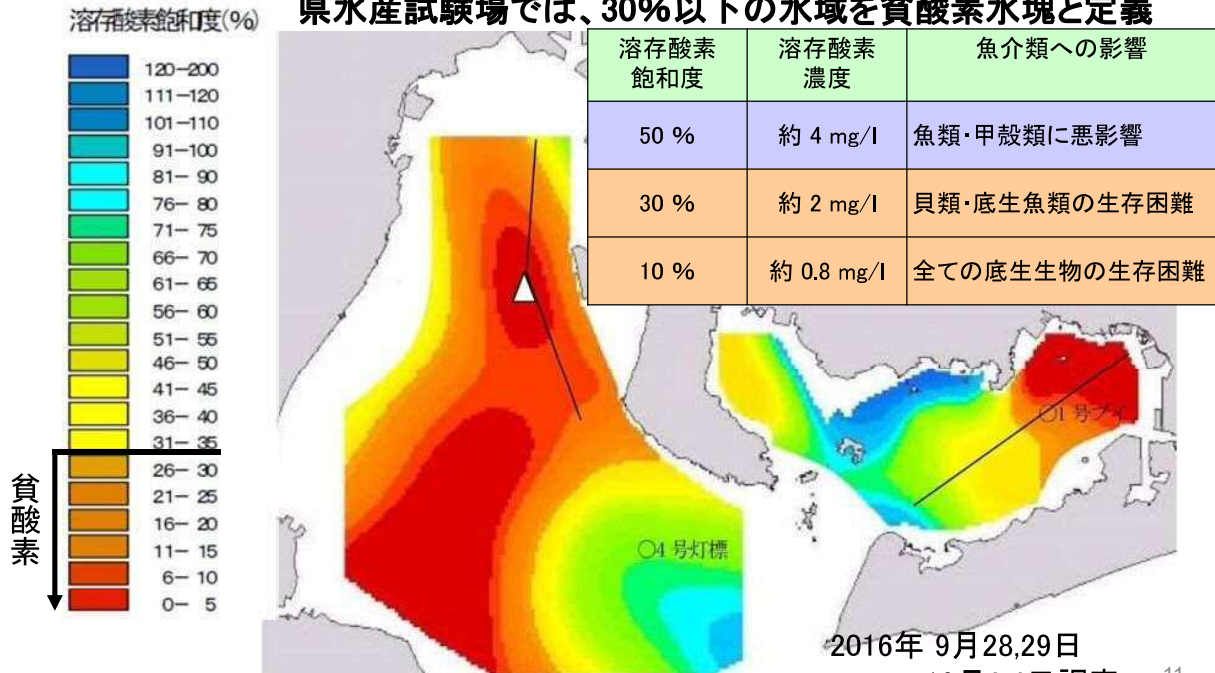 県水産試験場では、30%以下の水域を貧酸素水塊と定義
溶存酸素飽和度(%)
120-200
111-120
101-110
91-100
81- 90
76- 80
71- 75
66- 70
61- 65
56- 60
51- 55
46- 50
41- 45
36- 40
31- 35
26- 30
21- 25
16- 20
11- 15
6- 10
0- 5
貧酸素
溶存酸素飽和度 溶存酸素濃度 魚介類への影響
50 % 約 4 mg/l 魚類・甲殻類に悪影響
30 % 約 2 mg/l 貝類・底生魚類の生存困難
10 % 約 0.8 mg/l 全ての底生生物の生存困難
○1 号ブイ
○4 号灯標
2016年 9月28,29日